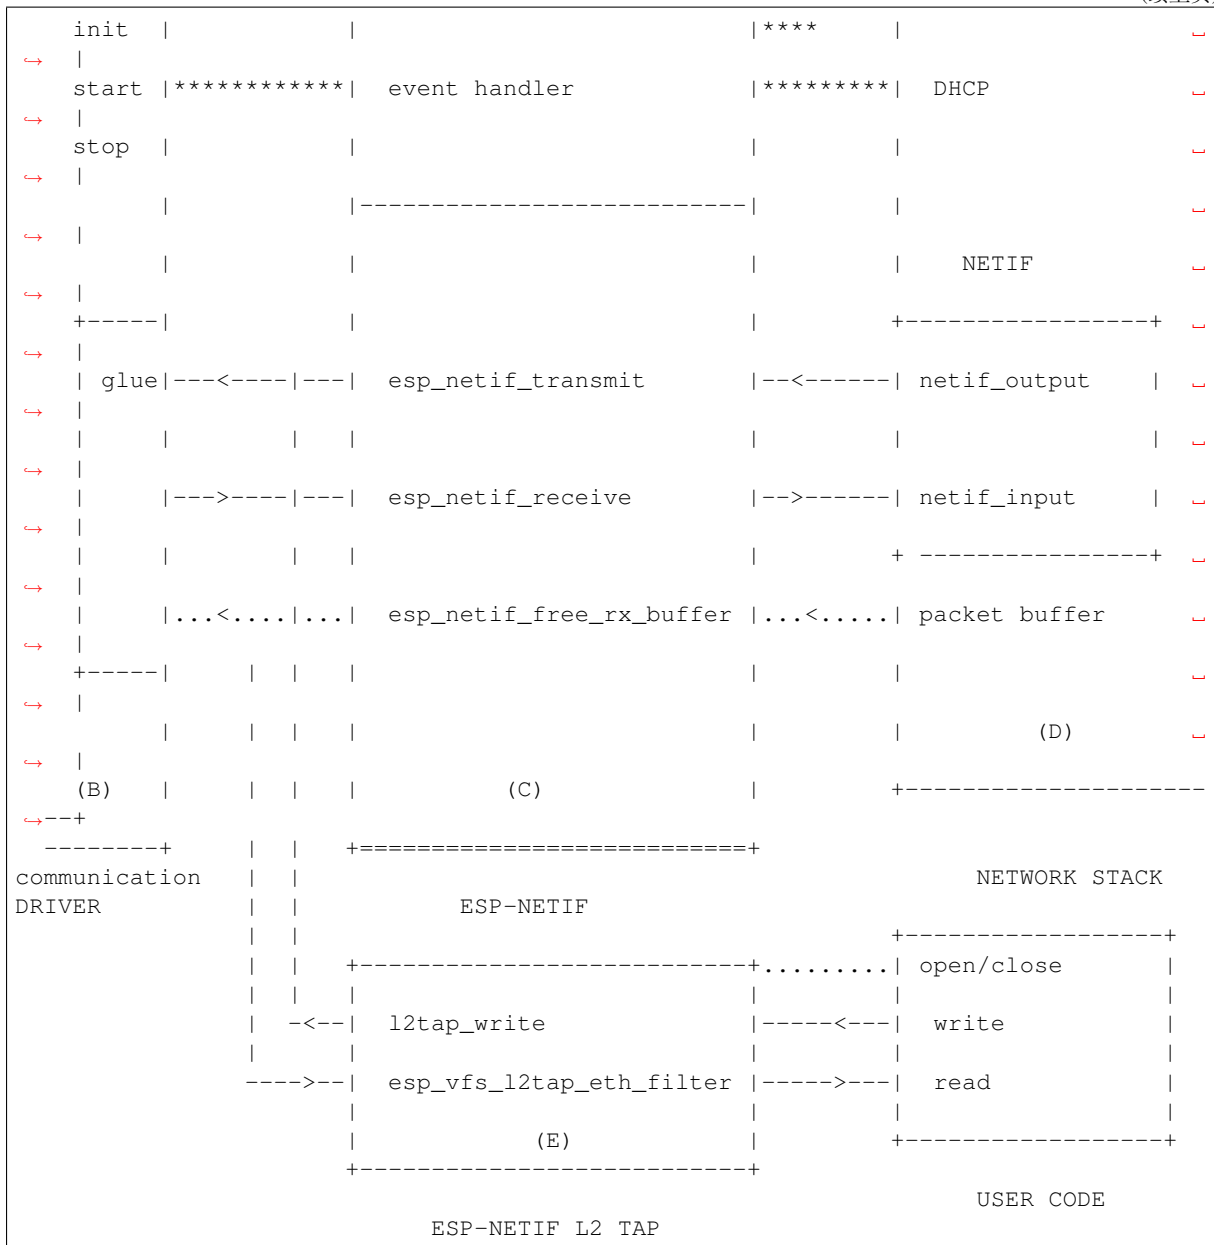 init  |            |                           |****     |                    ␣
↪  |
    start |************|  event handler            |*********|  DHCP              ␣
↪  |
    stop  |            |                           |         |                    ␣
↪  |
          |            |---------------------------|         |                    ␣
↪  |
          |            |                           |         |    NETIF           ␣
↪  |
    +-----|            |                           |         +-----------------+  ␣
↪  |
    | glue|---<----|---|  esp_netif_transmit       |--<------| netif_output    |  ␣
↪  |
    |     |        |   |                           |         |                 |  ␣
↪  |
    |     |--->----|---|  esp_netif_receive        |-->------| netif_input     |  ␣
↪  |
    |     |        |   |                           |         + ----------------+  ␣
↪  |
    |     |...<....|...|  esp_netif_free_rx_buffer |...<.....| packet buffer      ␣
↪  |
    +-----|     |  |   |                           |         |                    ␣
↪  |
          |     |  |   |                           |         |         (D)        ␣
↪  |
    (B)   |     |  |   |          (C)              |         +---------------------
↪--+
  --------+     |  |   +===========================+
communication   |  |                                               NETWORK STACK
DRIVER          |  |           ESP-NETIF
                |  |                                         +------------------+
                |  |   +---------------------------+.........| open/close       |
                |  |   |                           |         |                  |
                |  -<--|  l2tap_write              |-----<---|  write           |
                |      |                           |         |                  |
                ---->--|  esp_vfs_l2tap_eth_filter |----->---|  read            |
                       |                           |         |                  |
                       |            (E)            |         +------------------+
                       +---------------------------+
                                                                   USER CODE
                             ESP-NETIF L2 TAP